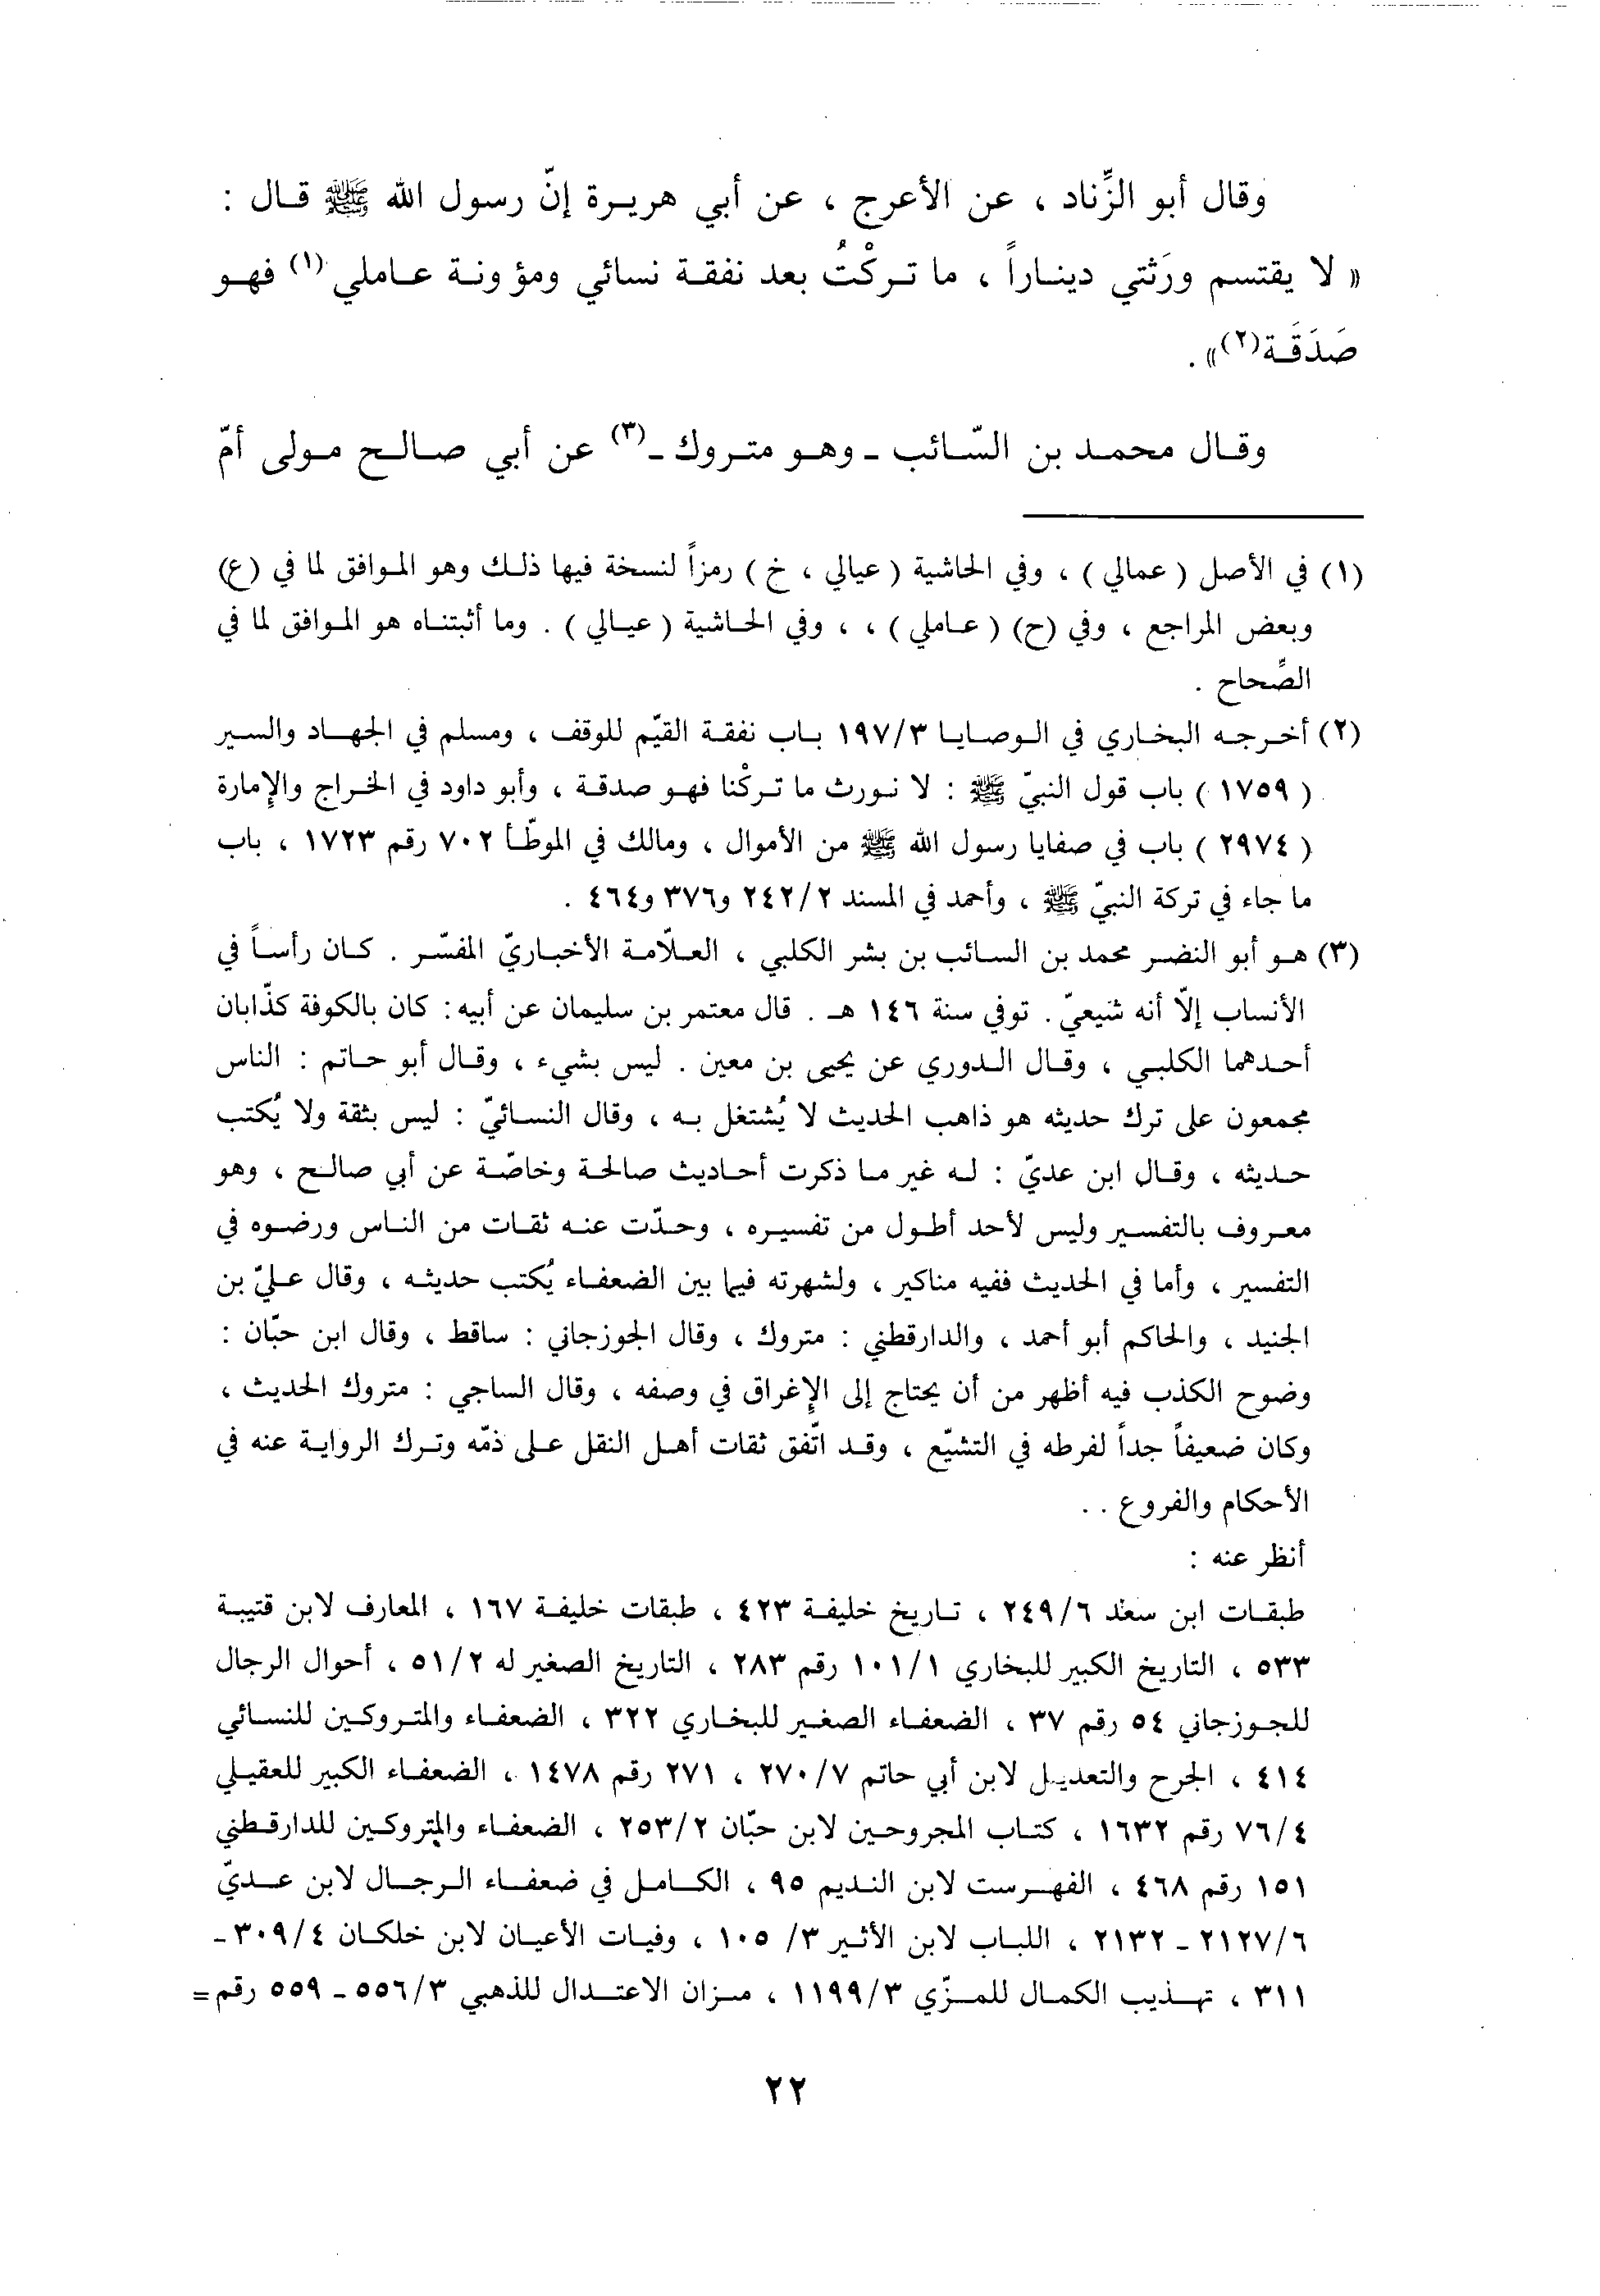 وقال أبو الزِّناد ، عن الأعرج ، عن أبي هريرة إنّ رسول الله ﷺ قال :
« لا يقتسم ورَثتي ديناراً ، ما تركْتُ بعد نفقة نسائي ومؤونة عاملي (١) فهو
صَدَقَة(٢)» .
وقال محمد بن السّائب ـ وهو متروك ـ(٣) عن أبي صالح مولى أمّ
(١) في الأصل ( عمالي ) ، وفي الحاشية ( عيالي ، خ ) رمزاً لنسخة فيها ذلك وهو الموافق لما في (ع)
وبعض المراجع ، وفي (ح) ( عاملي ) ، ، وفي الحاشية ( عيالي ) . وما أثبتناه هو الموافق لما في
الصِّحاح .
(٢) أخرجه البخاري في الوصايا ١٩٧/٣ باب نفقة القيّم للوقف ، ومسلم في الجهاد والسير
( ١٧٥٩ ) باب قول النبيّ ﷺ : لا نورث ما تركْنا فهو صدقة ، وأبو داود في الخراج والإمارة
( ٢٩٧٤ ) باب في صفايا رسول الله ﷺ من الأموال ، ومالك في الموطّأ ٧٠٢ رقم ١٧٢٣ ، باب
ما جاء في تركة النبيّ ﷺ ، وأحمد في المسند ٢٤٢/٢ و٣٧٦ و٤٦٤ .
(٣) هو أبو النضر محمد بن السائب بن بشر الكلبي ، العلّامة الأخباريّ المفسّر . كان رأساً في
الأنساب إلّا أنه شيعيّ . توفي سنة ١٤٦ هـ . قال معتمر بن سليمان عن أبيه : كان بالكوفة كذّابان
أحدهما الكلبي ، وقال الدوري عن يحيى بن معين . ليس بشيء ، وقال أبو حاتم : الناس
مجمعون على ترك حديثه هو ذاهب الحديث لا يُشتغل به ، وقال النسائيّ : ليس بثقة ولا يُكتب
حديثه ، وقال ابن عديّ : له غير ما ذكرت أحاديث صالحة وخاصّة عن أبي صالح ، وهو
معروف بالتفسير وليس لأحد أطول من تفسيره ، وحدّث عنه ثقات من الناس ورضوه في
التفسير ، وأما في الحديث ففيه مناكير ، ولشهرته فيما بين الضعفاء يُكتب حديثه ، وقال عليّ بن
الجنيد ، والحاكم أبو أحمد ، والدارقطني : متروك ، وقال الجوزجاني : ساقط ، وقال ابن حبّان :
وضوح الكذب فيه أظهر من أن يحتاج إلى الإغراق في وصفه ، وقال الساجي : متروك الحديث ،
وكان ضعيفاً جداً لفرطه في التشيّع ، وقد اتّفق ثقات أهل النقل على ذمّه وترك الرواية عنه في
الأحكام والفروع . .
أنظر عنه :
طبقات ابن سعد ٢٤٩/٦ ، تاريخ خليفة ٤٢٣ ، طبقات خليفة ١٦٧ ، المعارف لابن قتيبة
٥٣٣ ، التاريخ الكبير للبخاري ١٠١/١ رقم ٢٨٣ ، التاريخ الصغير له ٥١/٢ ، أحوال الرجال
للجوزجاني ٥٤ رقم ٣٧ ، الضعفاء الصغير للبخاري ٣٢٢ ، الضعفاء والمتروكين للنسائي
٤١٤ ، الجرح والتعديل لابن أبي حاتم ٢٧٠/٧ ، ٢٧١ رقم ١٤٧٨ ، الضعفاء الكبير للعقيلي
٧٦/٤ رقم ١٦٣٢ ، كتاب المجروحين لابن حبّان ٢٥٣/٢ ، الضعفاء والمتروكين للدارقطني
١٥١ رقم ٤٦٨ ، الفهرست لابن النديم ٩٥ ، الكامل في ضعفاء الرجال لابن عديّ
٢١٢٧/٦ ـ ٢١٣٢ ، اللباب لابن الأثير ٣/ ١٠٥ ، وفيات الأعيان لابن خلكان ٣٠٩/٤ ـ
٣١١ ، تهذيب الكمال للمزّي ١١٩٩/٣ ، ميزان الاعتدال للذهبي ٥٥٦/٣ ـ ٥٥٩ رقم =
٢٢